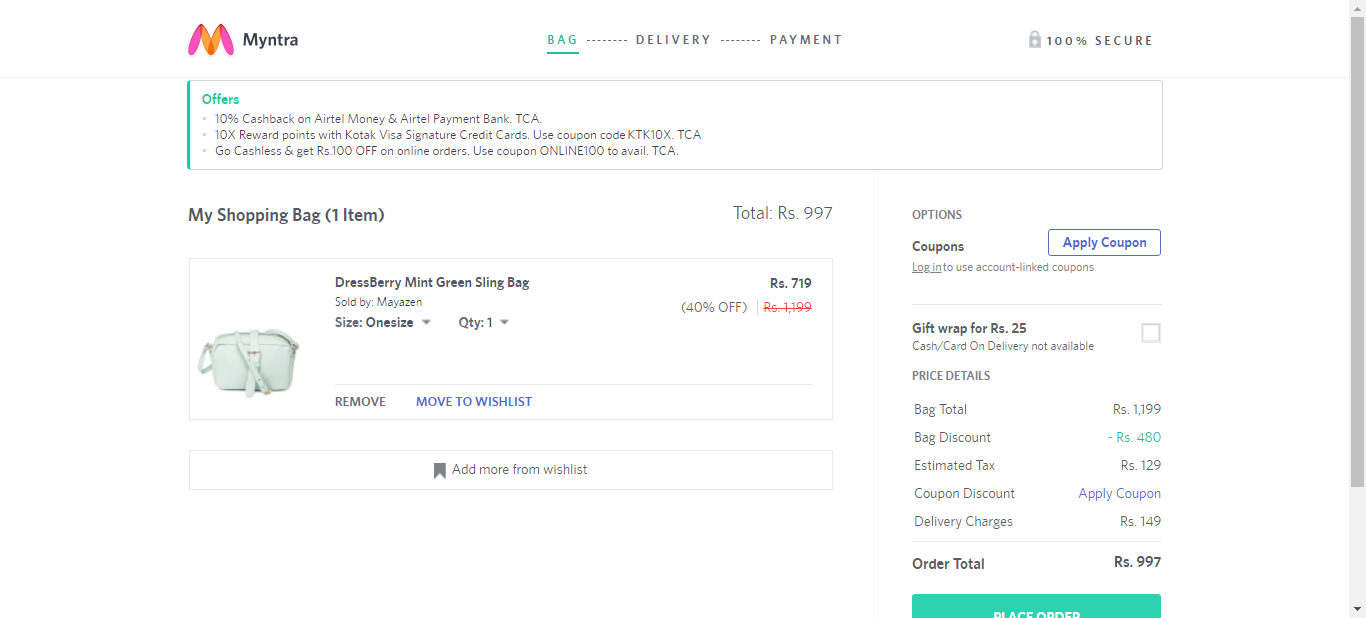 Myntra
BAG -------- DELIVERY -------- PAYMENT
100% SECURE
Offers
10% Cashback on Airtel Money & Airtel Payment Bank. TCA.
10X Reward points with Kotak Visa Signature Credit Cards. Use coupon code KTK10X. TCA
Go Cashless & get Rs.100 OFF on online orders. Use coupon ONLINE100 to avail. TCA.
My Shopping Bag (1 Item)
Total: Rs. 997
DressBerry Mint Green Sling Bag
Rs. 719
Sold by: Mayazen
(40% OFF) Rs. 1,199
Size: Onesize Qty: 1
REMOVE MOVE TO WISHLIST
Add more from wishlist
OPTIONS
Coupons Apply Coupon
Log in to use account-linked coupons
Gift wrap for Rs. 25
Cash/Card On Delivery not available
PRICE DETAILS
Bag Total Rs. 1,199
Bag Discount - Rs. 480
Estimated Tax Rs. 129
Coupon Discount Apply Coupon
Delivery Charges Rs. 149
Order Total Rs. 997
PLACE ORDER